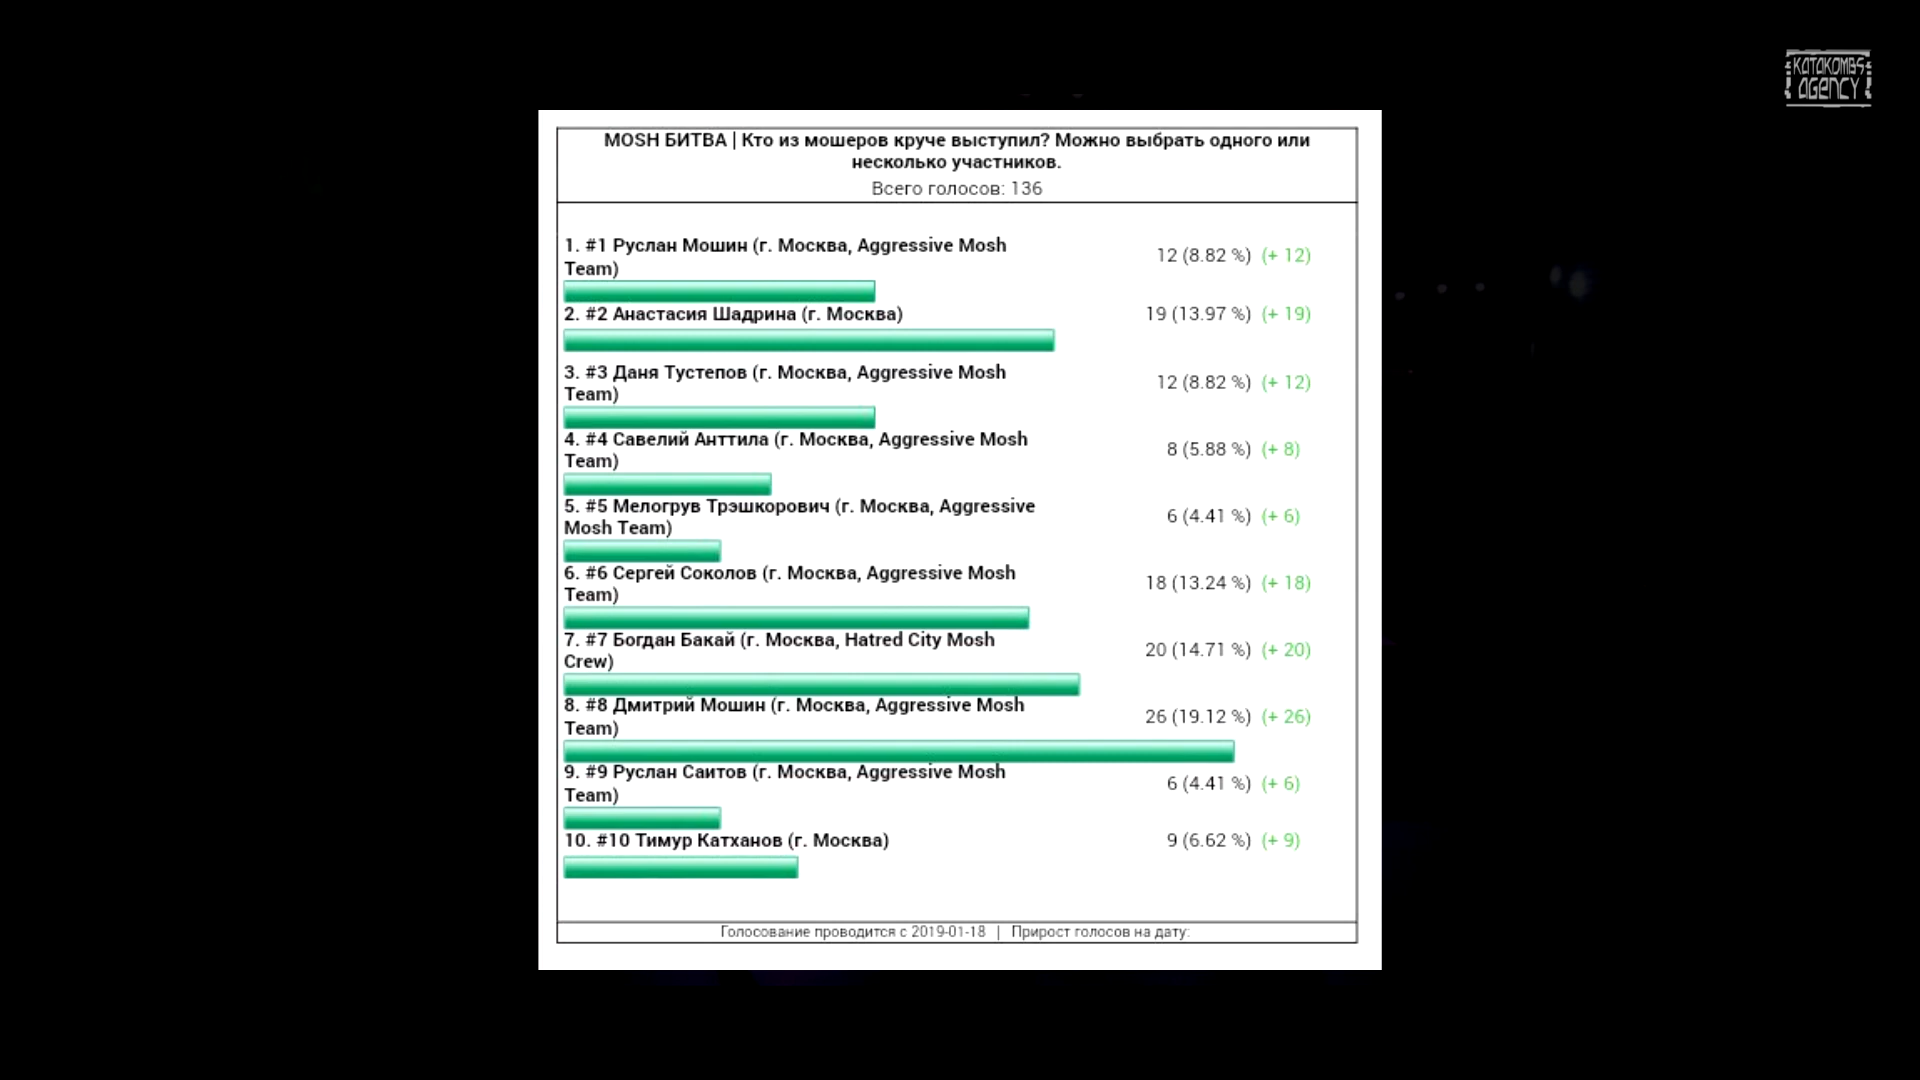 KATAKOMBS
AGENCY
MOSH БИТВА | Кто из мошеров круче выступил? Можно выбрать одного или
несколько участников.
Всего голосов: 136
1. #1 Руслан Мошин (г. Москва, Aggressive Mosh
Team)
12 (8.82 %) (+ 12)
2. #2 Анастасия Шадрина (г. Москва)
19 (13.97 %) (+ 19)
3. #3 Даня Тустепов (г. Москва, Aggressive Mosh
Team)
12 (8.82 %) (+ 12)
4. #4 Савелий Анттила (г. Москва, Aggressive Mosh
Team)
8 (5.88 %) (+ 8)
5. #5 Мелогрув Трэшкорович (г. Москва, Aggressive
Mosh Team)
6 (4.41 %) (+ 6)
6. #6 Сергей Соколов (г. Москва, Aggressive Mosh
Team)
18 (13.24 %) (+ 18)
7. #7 Богдан Бакай (г. Москва, Hatred City Mosh
Crew)
20 (14.71 %) (+ 20)
8. #8 Дмитрий Мошин (г. Москва, Aggressive Mosh
Team)
26 (19.12 %) (+ 26)
9. #9 Руслан Саитов (г. Москва, Aggressive Mosh
Team)
6 (4.41 %) (+ 6)
10. #10 Тимур Катханов (г. Москва)
9 (6.62 %) (+ 9)
Голосование проводится с 2019-01-18 | Прирост голосов на дату: